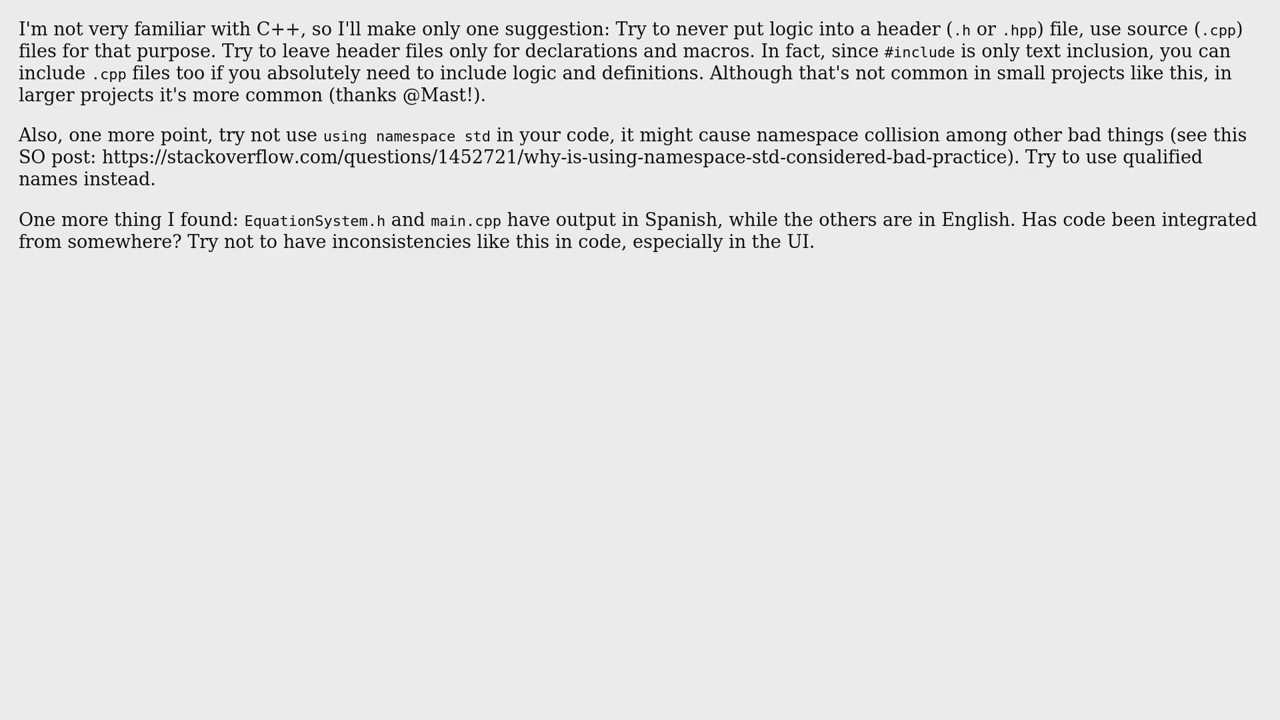 I'm not very familiar with C++, so I'll make only one suggestion: Try to never put logic into a header (.h or .hpp) file, use source (.cpp)
files for that purpose. Try to leave header files only for declarations and macros. In fact, since #include is only text inclusion, you can
include .cpp files too if you absolutely need to include logic and definitions. Although that's not common in small projects like this, in
larger projects it's more common (thanks @Mast!).
Also, one more point, try not use using namespace std in your code, it might cause namespace collision among other bad things (see this
SO post: https://stackoverflow.com/questions/1452721/why-is-using-namespace-std-considered-bad-practice). Try to use qualified
names instead.
One more thing I found: EquationSystem.h and main.cpp have output in Spanish, while the others are in English. Has code been integrated
from somewhere? Try not to have inconsistencies like this in code, especially in the UI.